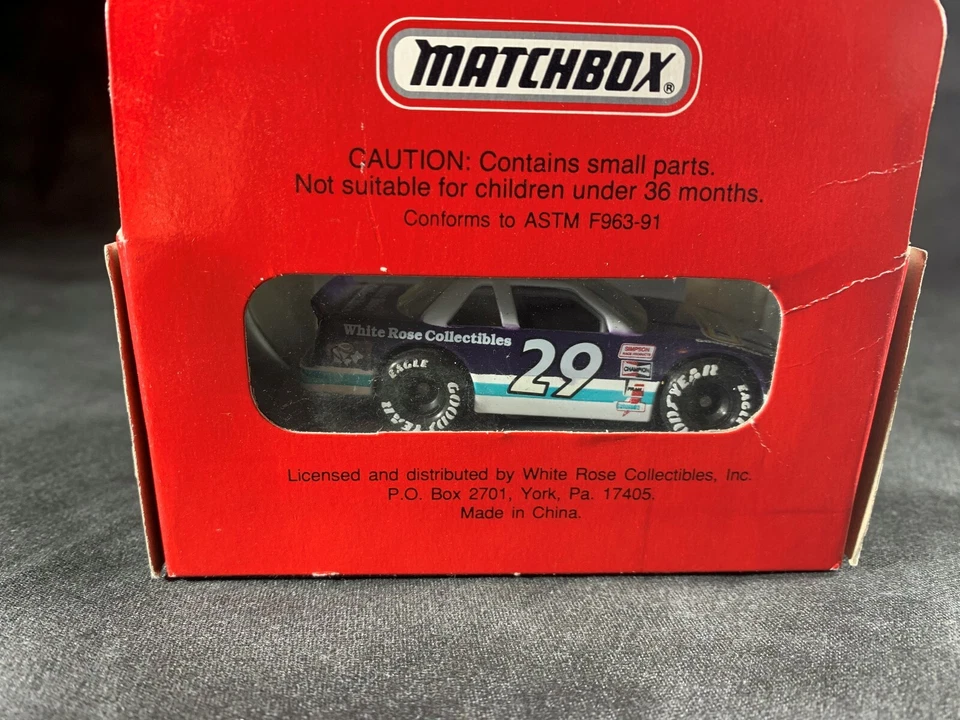 MATCHBOX®
CAUTION: Contains small parts.
Not suitable for children under 36 months.
Conforms to ASTM F963-91
White Rose Collectibles
29
SIMPSON
CHAMPION
EAGLE
GOODYEAR
GOODYEAR
EAGLE
Licensed and distributed by White Rose Collectibles, Inc.
P.O. Box 2701, York, Pa. 17405.
Made in China.